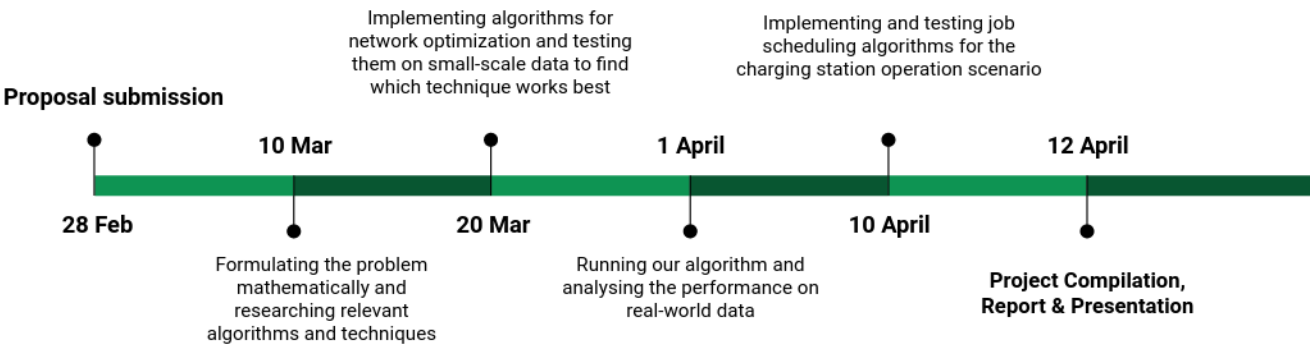 Proposal submission
28 Feb
10 Mar
Formulating the problem
mathematically and
researching relevant
algorithms and techniques
Implementing algorithms for
network optimization and testing
them on small-scale data to find
which technique works best
20 Mar
1 April
Running our algorithm and
analysing the performance on
real-world data
Implementing and testing job
scheduling algorithms for the
charging station operation scenario
10 April
12 April
Project Compilation,
Report & Presentation